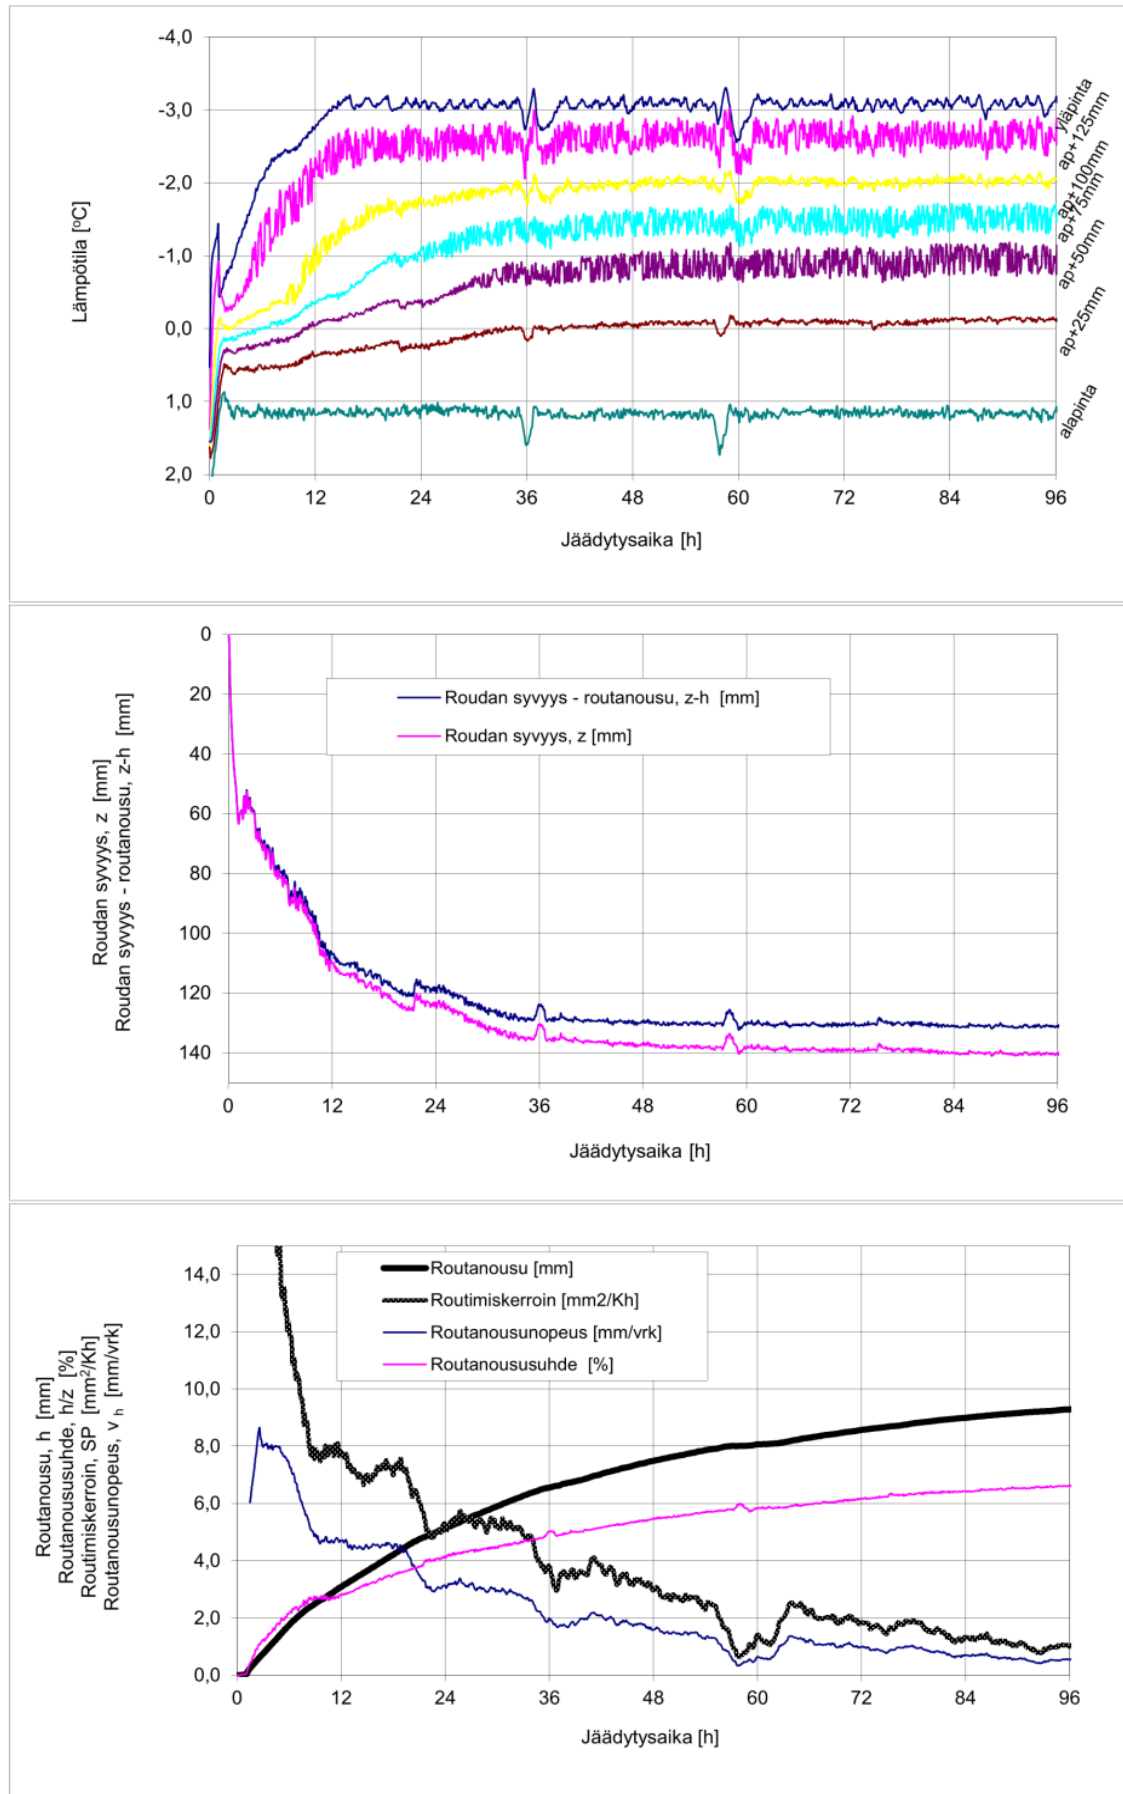 -4,0
-3,0
-2,0
-1,0
0,0
1,0
2,0
Lämpötila [ºC]
0 12 24 36 48 60 72 84 96
Jäädytysaika [h]
yläpinta
ap+125mm
ap+100mm
ap+75mm
ap+50mm
ap+25mm
alapinta
0
20
40
60
80
100
120
140
Roudan syvyys, z [mm]
Roudan syvyys - routanousu, z-h [mm]
Roudan syvyys - routanousu, z-h [mm]
Roudan syvyys, z [mm]
0 12 24 36 48 60 72 84 96
Jäädytysaika [h]
14,0
12,0
10,0
8,0
6,0
4,0
2,0
0,0
Routanousu, h [mm]
Routanoususuhde, h/z [%]
Routimiskerroin, SP [mm²/Kh]
Routanousunopeus, v h [mm/vrk]
Routanousu [mm]
Routimiskerroin [mm2/Kh]
Routanousunopeus [mm/vrk]
Routanoususuhde [%]
0 12 24 36 48 60 72 84 96
Jäädytysaika [h]